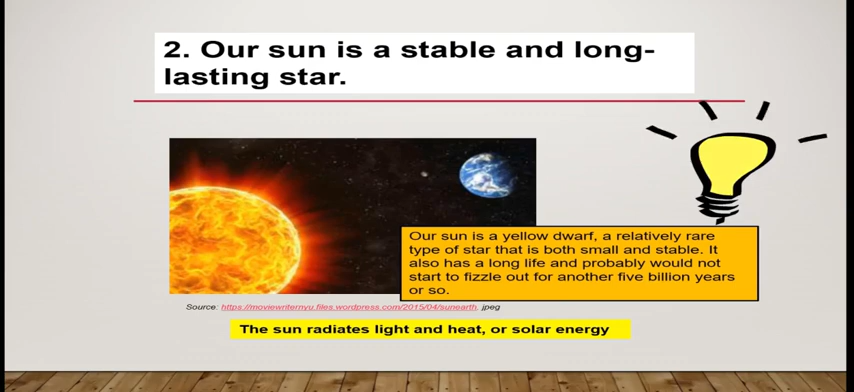 2. Our sun is a stable and long-
lasting star.
Our sun is a yellow dwarf, a relatively rare
type of star that is both small and stable. It
also has a long life and probably would not
start to fizzle out for another five billion years
or so.
Source: https://moviewriternyu.files.wordpress.com/2015/04/sunearth. jpeg
The sun radiates light and heat, or solar energy